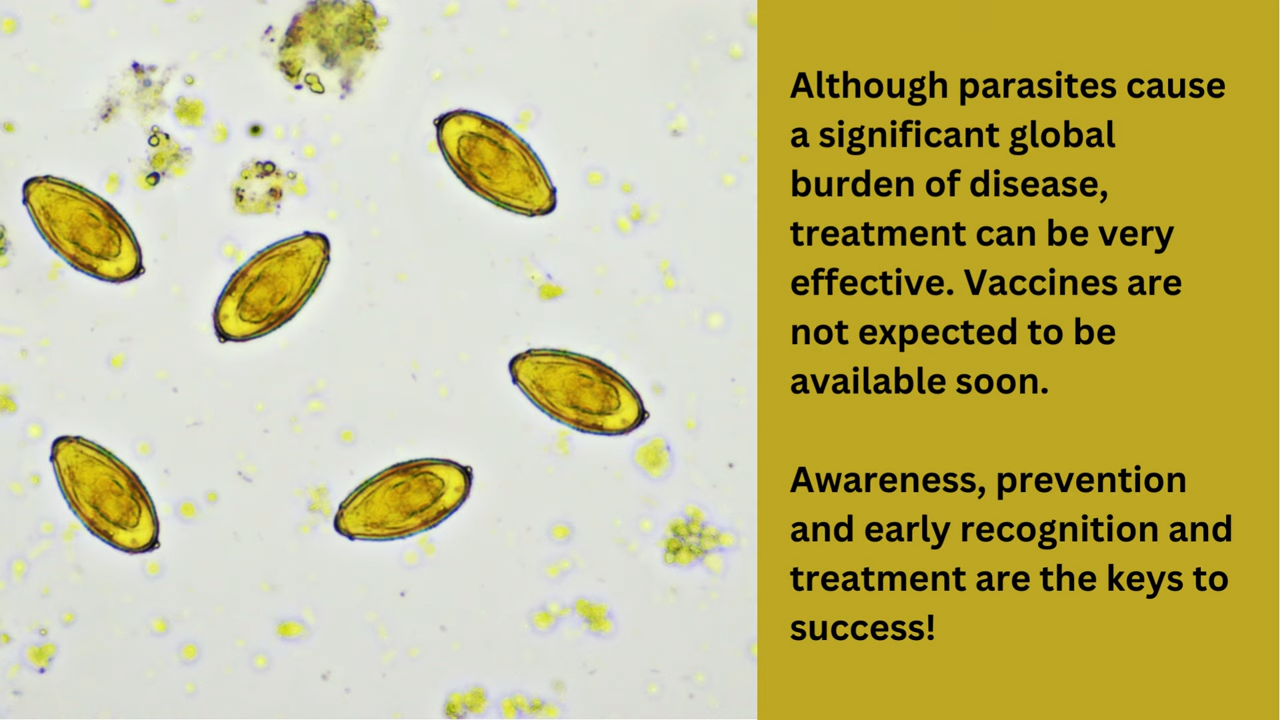 Although parasites cause
a significant global
burden of disease,
treatment can be very
effective. Vaccines are
not expected to be
available soon.
Awareness, prevention
and early recognition and
treatment are the keys to
success!